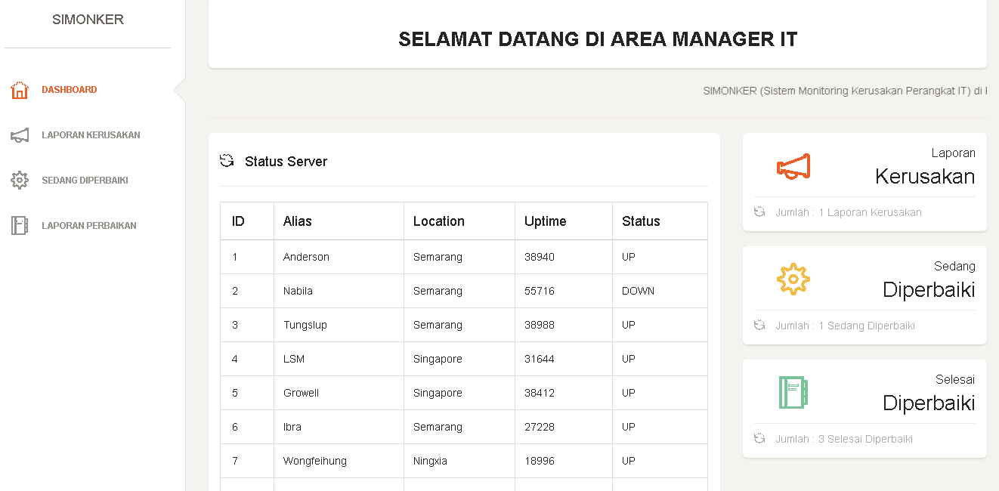 SIMONKER
DASHBOARD
LAPORAN KERUSAKAN
SEDANG DIPERBAIKI
LAPORAN PERBAIKAN
SELAMAT DATANG DI AREA MANAGER IT
SIMONKER (Sistem Monitoring Kerusakan Perangkat IT) di
Status Server
ID Alias Location Uptime Status
1 Anderson Semarang 38940 UP
2 Nabila Semarang 55716 DOWN
3 Tungslup Semarang 38988 UP
4 LSM Singapore 31644 UP
5 Growell Singapore 38412 UP
6 Ibra Semarang 27228 UP
7 Wongfeihung Ningxia 18996 UP
Laporan
Kerusakan
Jumlah : 1 Laporan Kerusakan
Sedang
Diperbaiki
Jumlah : 1 Sedang Diperbaiki
Selesai
Diperbaiki
Jumlah : 3 Selesai Diperbaiki